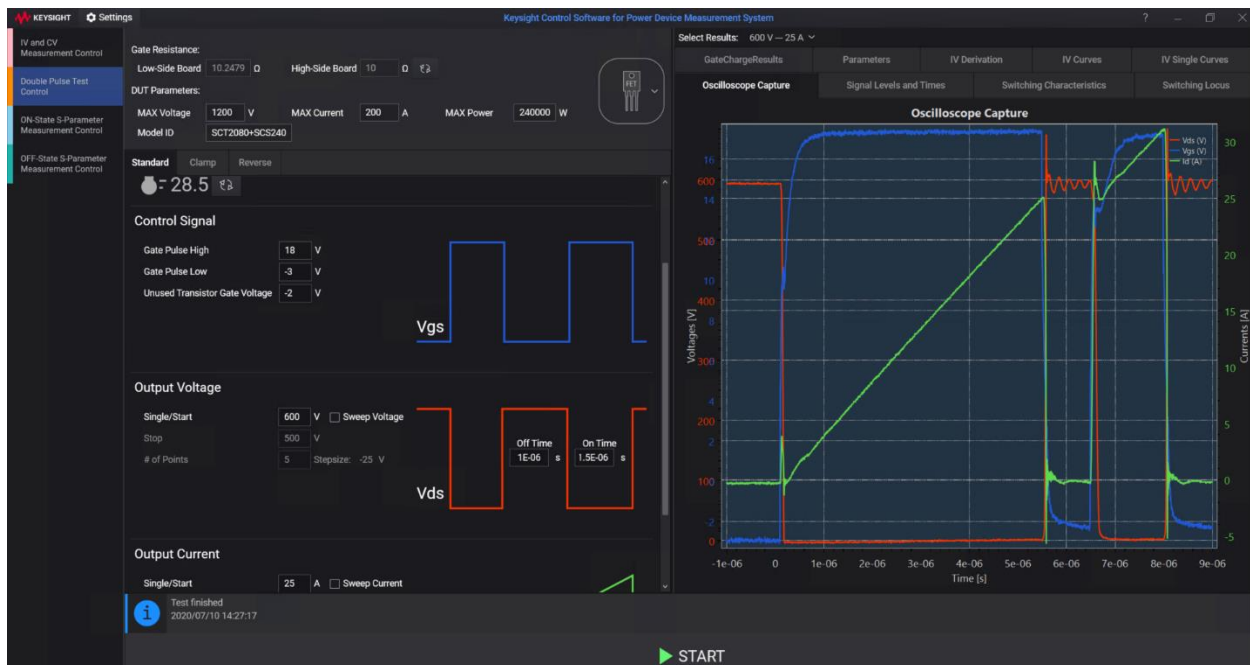 KEYSIGHT
Settings
Keysight Control Software for Power Device Measurement System
?
IV and CV
Measurement Control
Double Pulse Test
Control
ON-State S-Parameter
Measurement Control
OFF-State S-Parameter
Measurement Control
Gate Resistance:
Low-Side Board 10.2479 Ω High-Side Board 10 Ω
DUT Parameters:
MAX Voltage 1200 V MAX Current 200 A MAX Power 240000 W
Model ID SCT2080+SCS240
FET
Standard Clamp Reverse
28.5
Control Signal
Gate Pulse High 18 V
Gate Pulse Low -3 V
Unused Transistor Gate Voltage -2 V
Vgs
Output Voltage
Single/Start 600 V Sweep Voltage
Stop 500 V
# of Points 5 Stepsize: -25 V
Off Time On Time
1E-06 s 1.5E-06 s
Vds
Output Current
Single/Start 25 A Sweep Current
Select Results: 600 V — 25 A
GateChargeResults Parameters IV Derivation IV Curves IV Single Curves
Oscilloscope Capture Signal Levels and Times Switching Characteristics Switching Locus
Oscilloscope Capture
Vds (V)
Vgs (V)
Id (A)
16
600
14
10
400
8
300
4
200
2
100
-2
0
Voltages [V]
30
25
20
15
10
5
0
-5
Currents [A]
-1e-06 0 1e-06 2e-06 3e-06 4e-06 5e-06 6e-06 7e-06 8e-06 9e-06
Time [s]
Test finished
2020/07/10 14:27:17
START